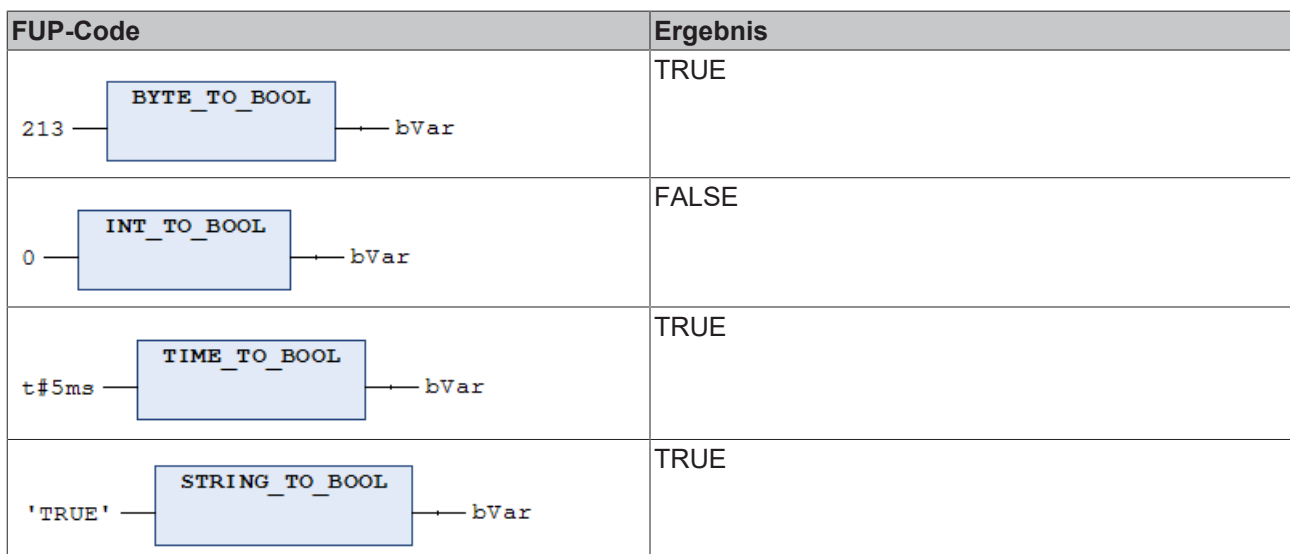 FUP-Code Ergebnis
BYTE_TO_BOOL TRUE
213 bVar
INT_TO_BOOL FALSE
0 bVar
TIME_TO_BOOL TRUE
t#5ms bVar
STRING_TO_BOOL TRUE
'TRUE' bVar